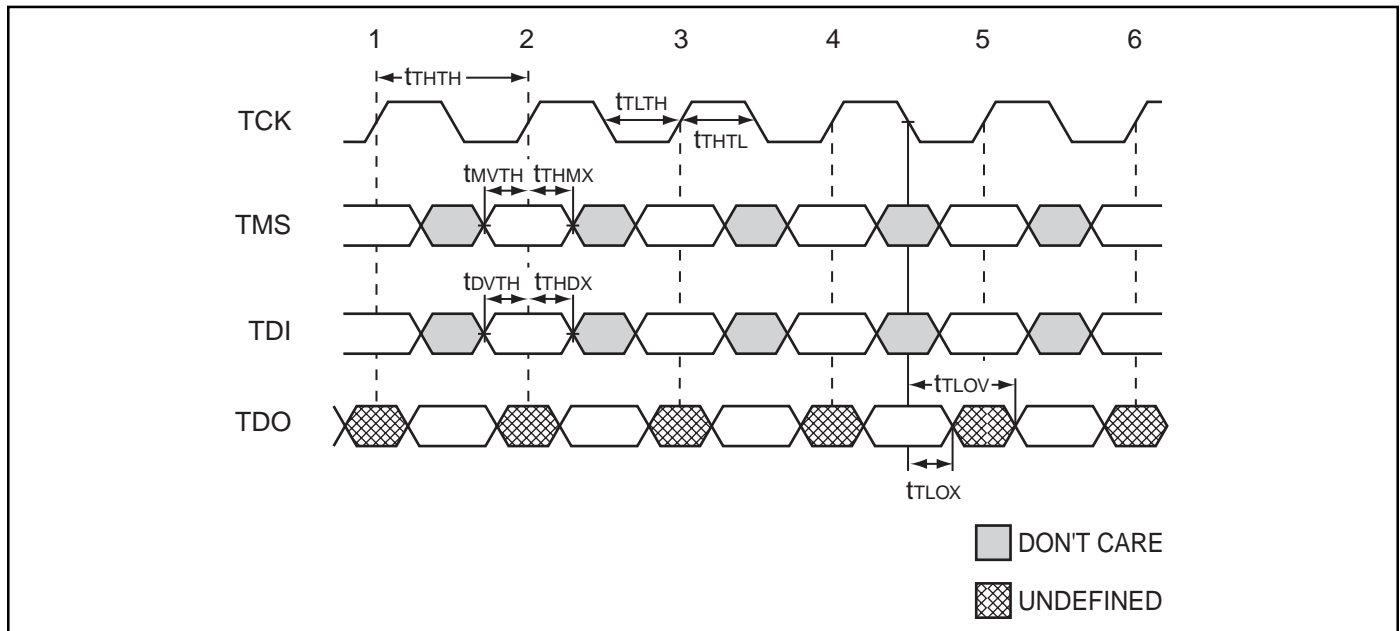 1 2 3 4 5 6
tTHTH
tTLTH
TCK
tTHTL
tMVTH tTHMX
TMS
tDVTH tTHDX
TDI
tTLOV
TDO
tTLOX
DON'T CARE
UNDEFINED